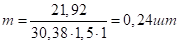 m = 21,92 / 30,38·1,5·1 = 0,24шт